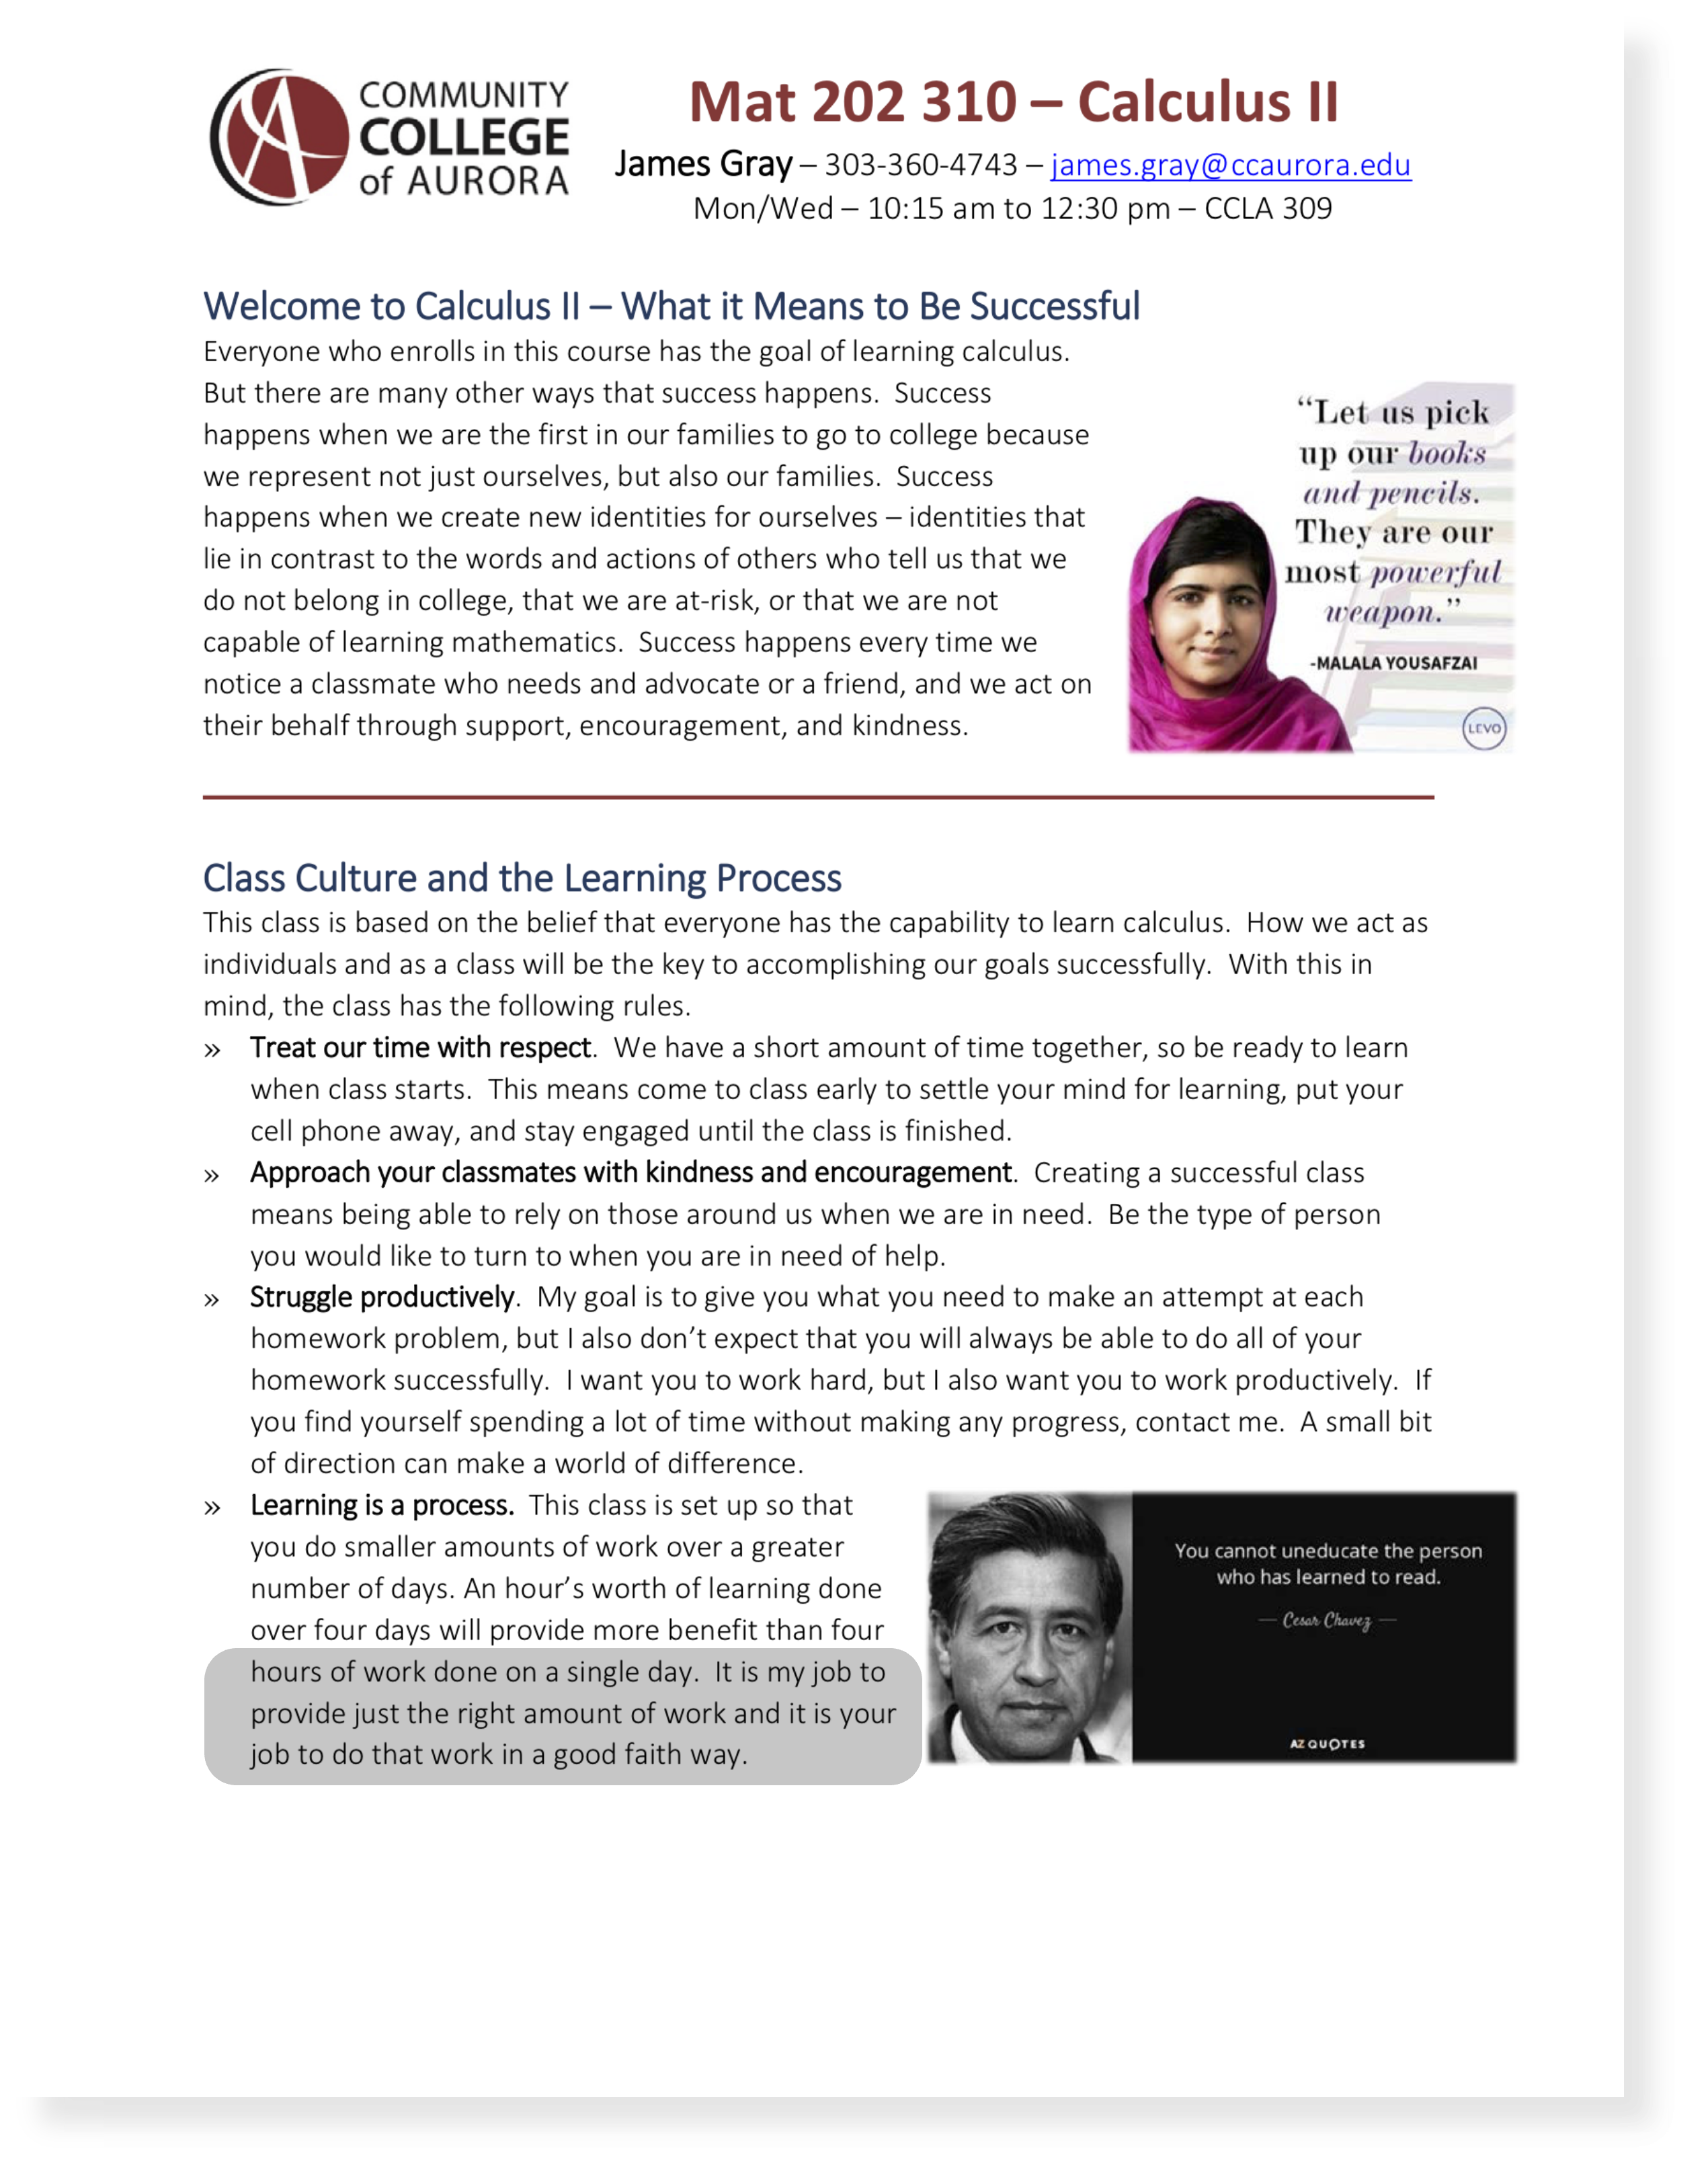 COMMUNITY
COLLEGE
of AURORA
Mat 202 310 – Calculus II
James Gray – 303-360-4743 – james.gray@ccaurora.edu
Mon/Wed – 10:15 am to 12:30 pm – CCLA 309
Welcome to Calculus II – What it Means to Be Successful
Everyone who enrolls in this course has the goal of learning calculus.
But there are many other ways that success happens.  Success
happens when we are the first in our families to go to college because
we represent not just ourselves, but also our families.  Success
happens when we create new identities for ourselves – identities that
lie in contrast to the words and actions of others who tell us that we
do not belong in college, that we are at-risk, or that we are not
capable of learning mathematics.  Success happens every time we
notice a classmate who needs and advocate or a friend, and we act on
their behalf through support, encouragement, and kindness.
“Let us pick
up our books
and pencils.
They are our
most powerful
weapon.”
-MALALA YOUSAFZAI
LEVO
Class Culture and the Learning Process
This class is based on the belief that everyone has the capability to learn calculus.  How we act as
individuals and as a class will be the key to accomplishing our goals successfully.  With this in
mind, the class has the following rules.
» Treat our time with respect.  We have a short amount of time together, so be ready to learn
when class starts.  This means come to class early to settle your mind for learning, put your
cell phone away, and stay engaged until the class is finished.
» Approach your classmates with kindness and encouragement.  Creating a successful class
means being able to rely on those around us when we are in need.  Be the type of person
you would like to turn to when you are in need of help.
» Struggle productively.  My goal is to give you what you need to make an attempt at each
homework problem, but I also don’t expect that you will always be able to do all of your
homework successfully.  I want you to work hard, but I also want you to work productively.  If
you find yourself spending a lot of time without making any progress, contact me.  A small bit
of direction can make a world of difference.
» Learning is a process.  This class is set up so that
you do smaller amounts of work over a greater
number of days. An hour’s worth of learning done
over four days will provide more benefit than four
hours of work done on a single day.  It is my job to
provide just the right amount of work and it is your
job to do that work in a good faith way.
You cannot uneducate the person
who has learned to read.
— Cesar Chavez —
AZ QUOTES